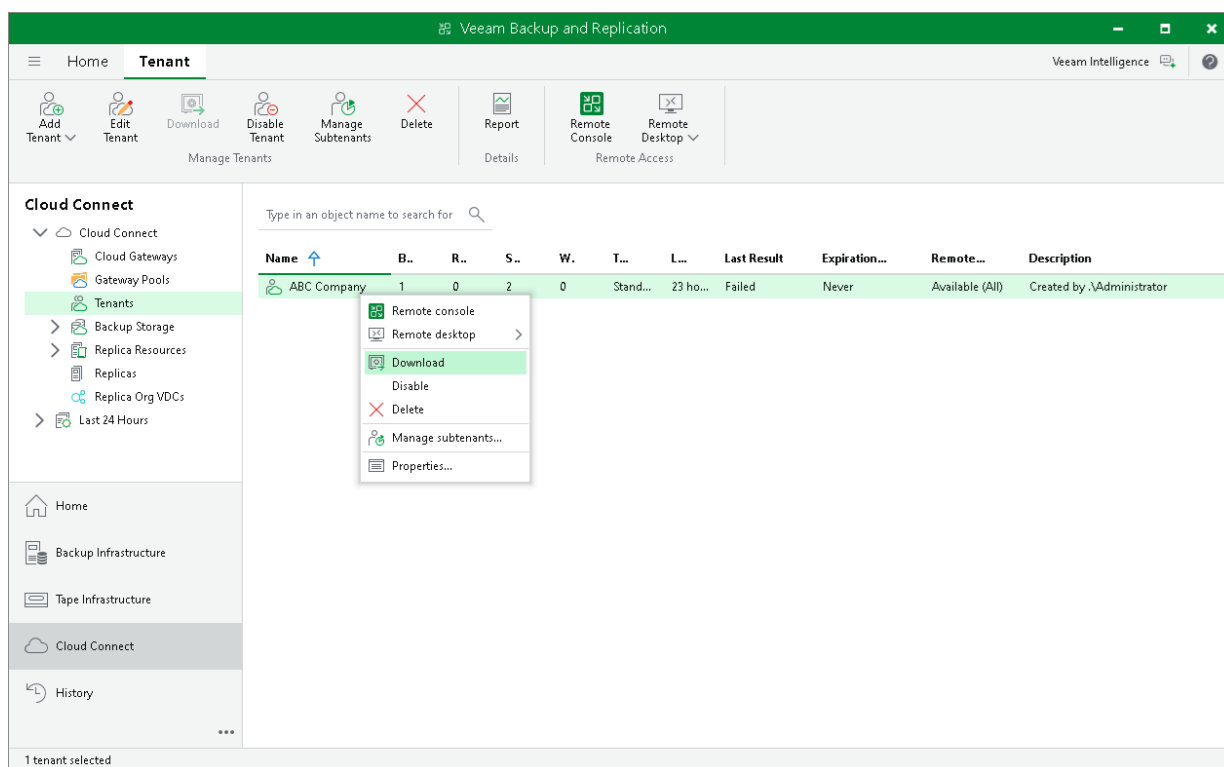 Veeam Backup and Replication
Home Tenant Veeam Intelligence
Add Tenant
Edit Tenant
Download
Disable Tenant
Manage Subtenants
Delete
Report
Remote Console
Remote Desktop
Manage Tenants Details Remote Access
Cloud Connect
Cloud Connect
Cloud Gateways
Gateway Pools
Tenants
Backup Storage
Replica Resources
Replicas
Replica Org VDCs
Last 24 Hours
Type in an object name to search for
Name B... R... S... W. T... L... Last Result Expiration... Remote... Description
ABC Company 1 0 2 0 Stand... 23 ho... Failed Never Available (All) Created by .\Administrator
Remote console
Remote desktop
Download
Disable
Delete
Manage subtenants...
Properties...
Home
Backup Infrastructure
Tape Infrastructure
Cloud Connect
History
1 tenant selected